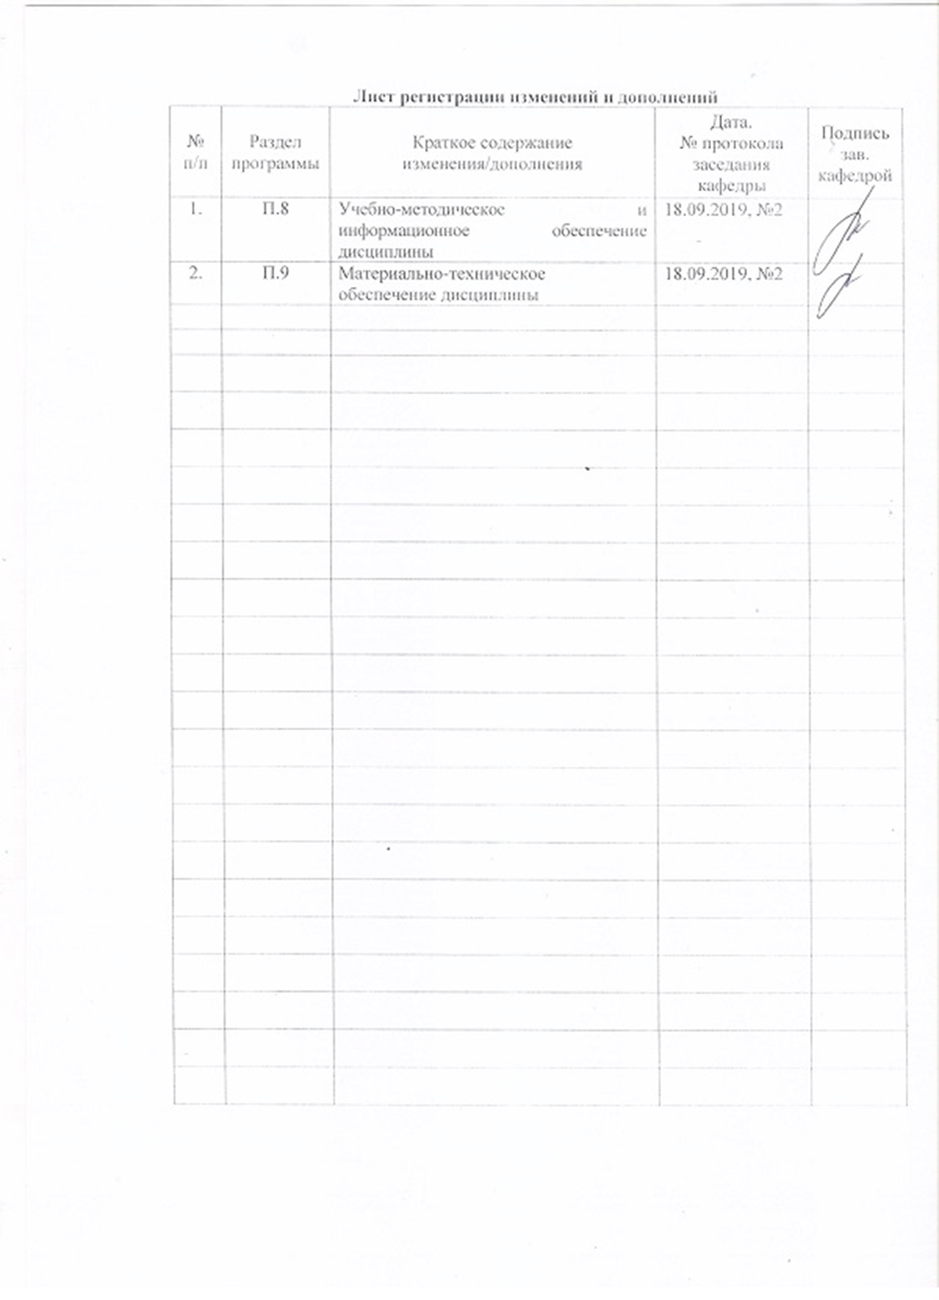 Лист регистрации изменений и дополнений
№
п/п
Раздел
программы
Краткое содержание
изменения/дополнения
Дата.
№ протокола
заседания
кафедры
Подпись
зав.
кафедрой
1.
П.8
Учебно-методическое и
информационное обеспечение
дисциплины
18.09.2019, №2
2.
П.9
Материально-техническое
обеспечение дисциплины
18.09.2019, №2